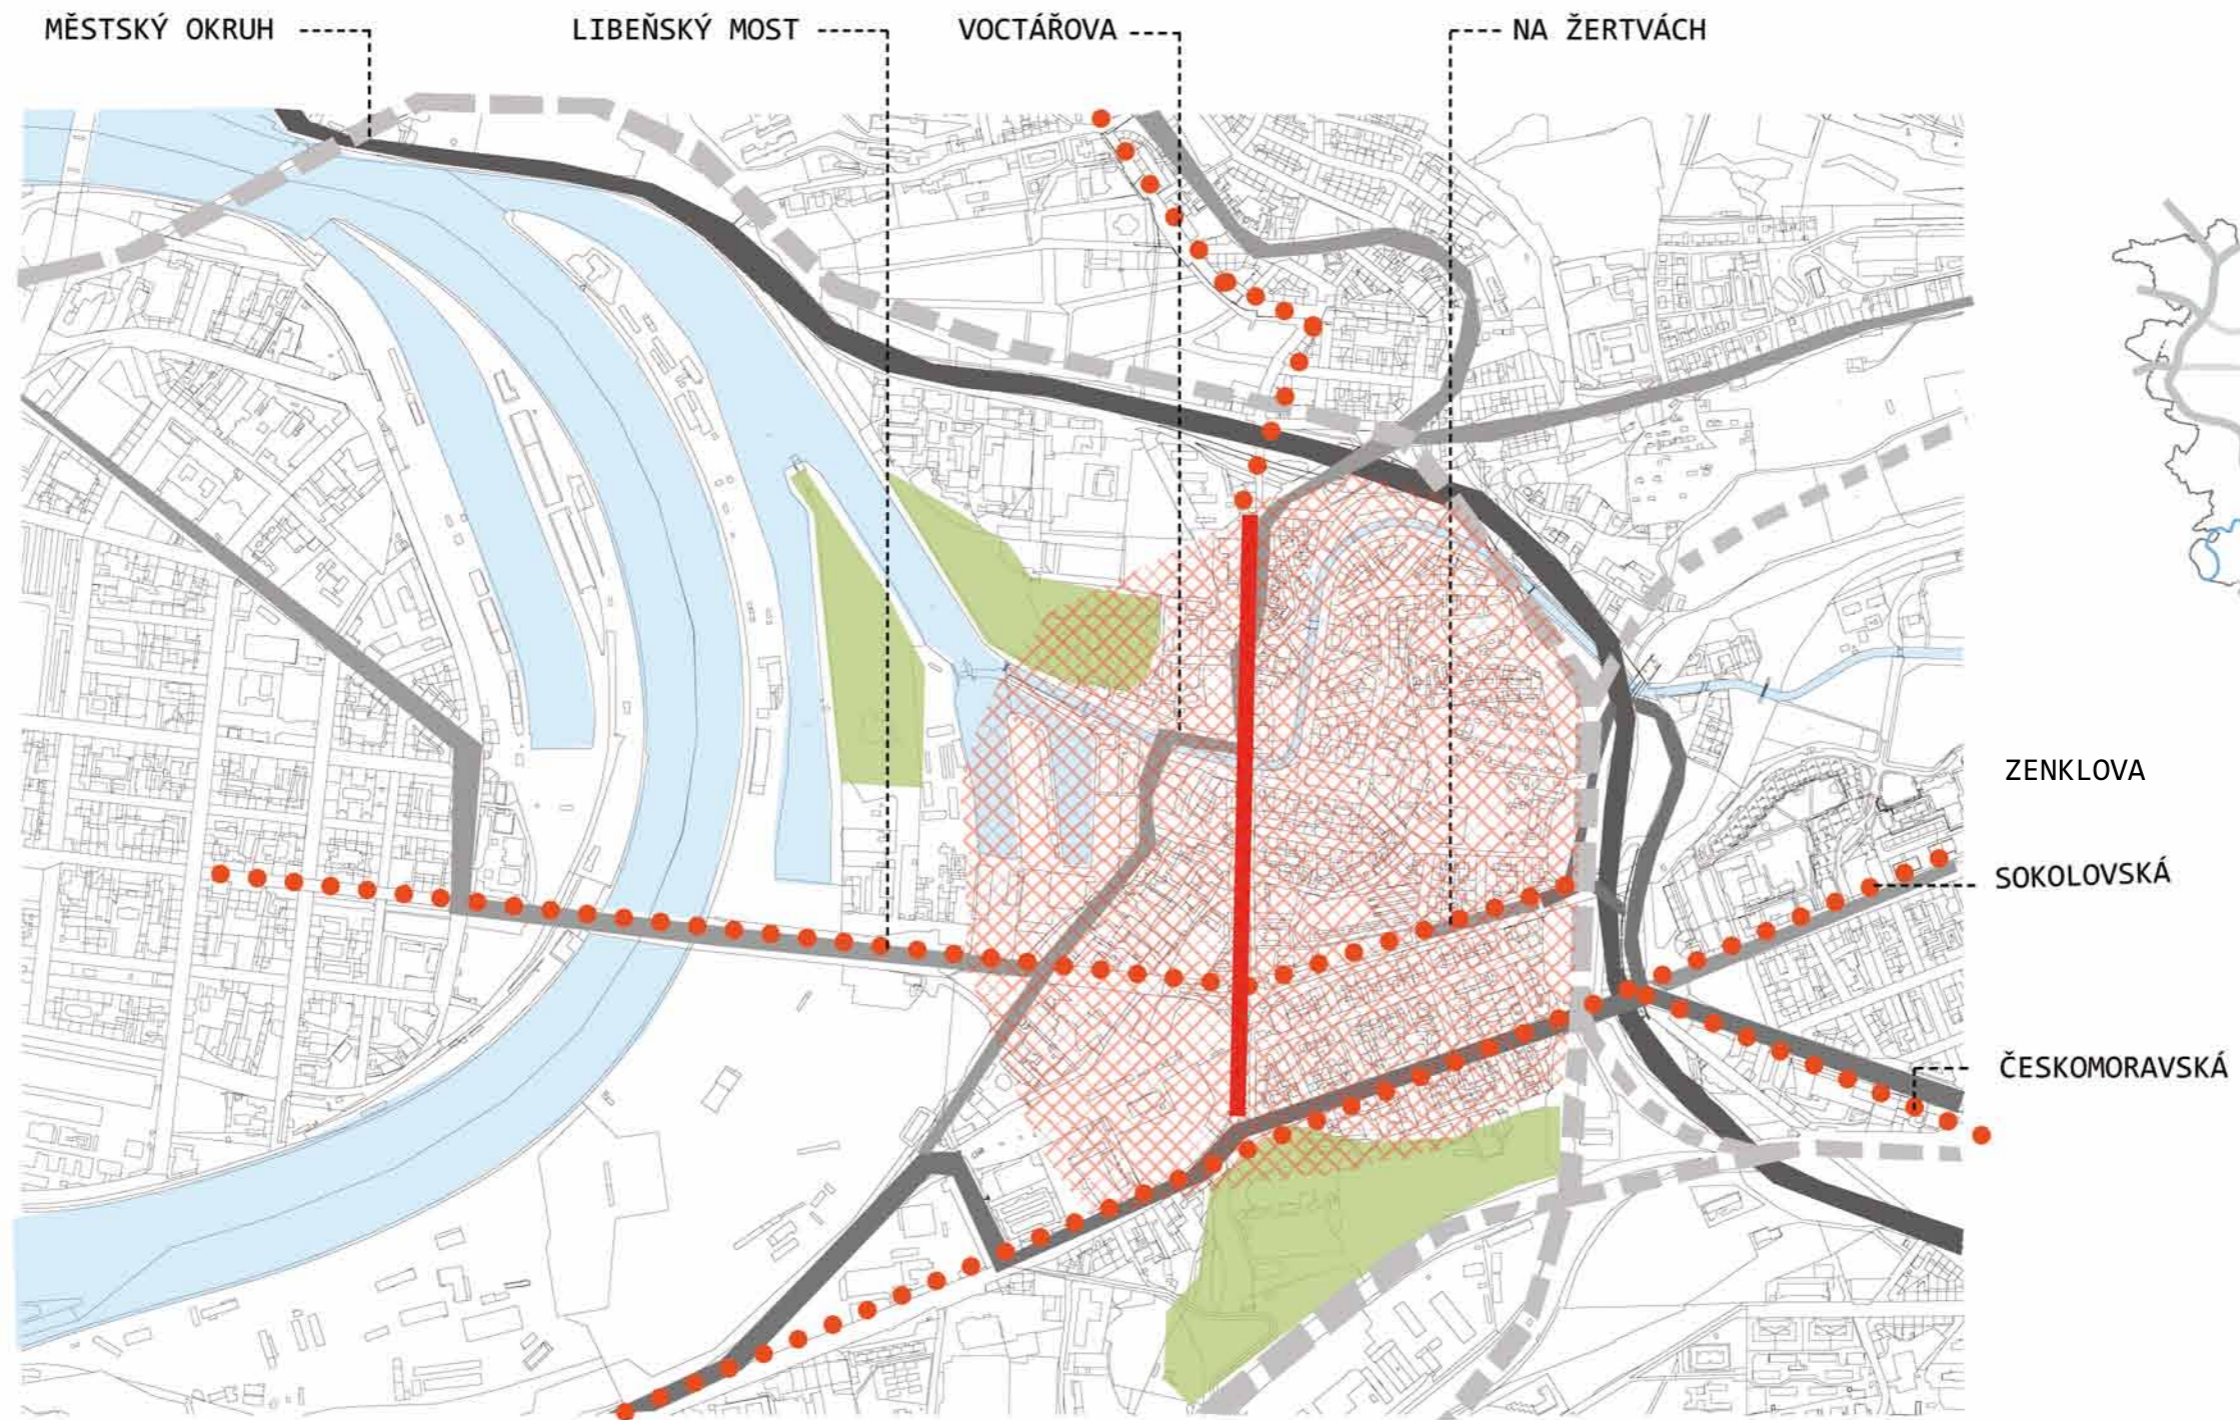 MĚSTSKÝ OKRUH
LIBEŇSKÝ MOST
VOCTÁŘOVA
NA ŽERTVÁCH
ZENKLOVA
SOKOLOVSKÁ
ČESKOMORAVSKÁ